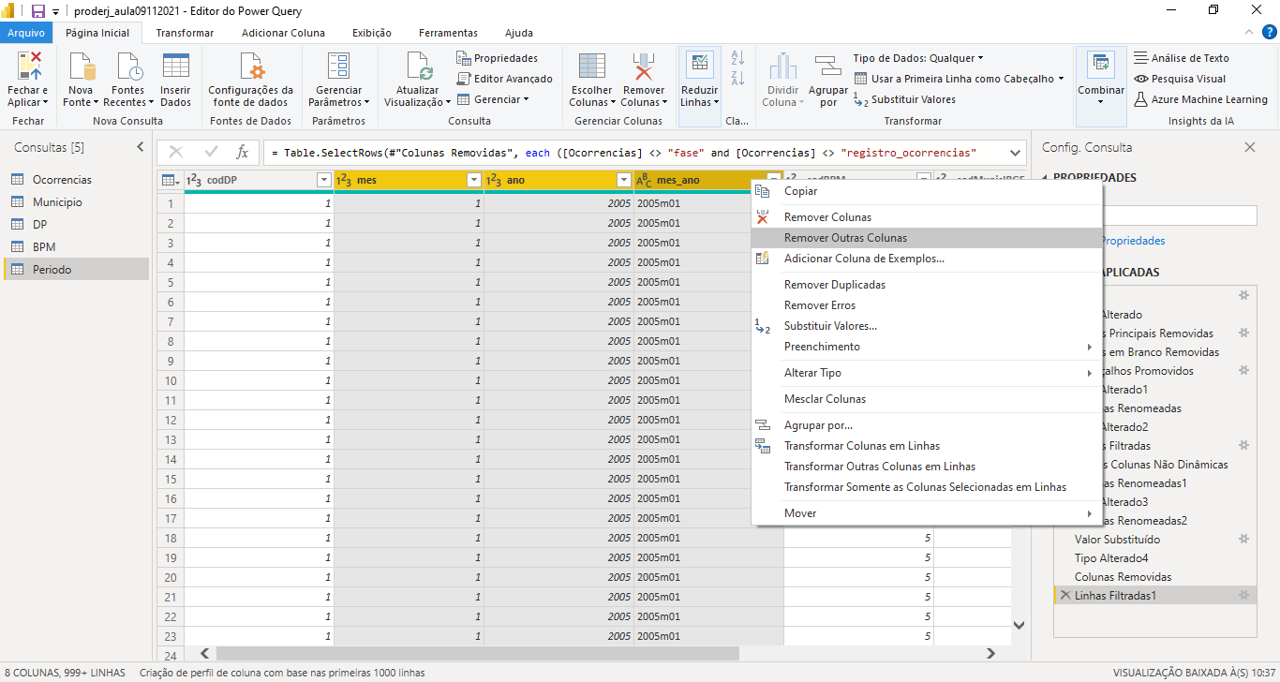 proderj_aula09112021 - Editor do Power Query
Arquivo Página Inicial Transformar Adicionar Coluna Exibição Ferramentas Ajuda
Fechar e Aplicar
Fechar
Nova Fonte
Fontes Recentes
Inserir Dados
Nova Consulta
Configurações da fonte de dados
Fontes de Dados
Gerenciar Parâmetros
Parâmetros
Atualizar Visualização
Propriedades
Editor Avançado
Gerenciar
Consulta
Escolher Colunas
Remover Colunas
Gerenciar Colunas
Reduzir Linhas
Cla...
Dividir Coluna
Agrupar por
Tipo de Dados: Qualquer
Usar a Primeira Linha como Cabeçalho
Substituir Valores
Transformar
Combinar
Análise de Texto
Pesquisa Visual
Azure Machine Learning
Insights da IA
Consultas [5]
Ocorrencias
Municipio
DP
BPM
Periodo
= Table.SelectRows(#"Colunas Removidas", each ([Ocorrencias] <> "fase" and [Ocorrencias] <> "registro_ocorrencias"
codDP mes ano mes_ano
1 1 1 2005 2005m01
2 1 1 2005 2005m01
3 1 1 2005 2005m01
4 1 1 2005 2005m01
5 1 1 2005 2005m01
6 1 1 2005 2005m01
7 1 1 2005 2005m01
8 1 1 2005 2005m01
9 1 1 2005 2005m01
10 1 1 2005 2005m01
11 1 1 2005 2005m01
12 1 1 2005 2005m01
13 1 1 2005 2005m01
14 1 1 2005 2005m01
15 1 1 2005 2005m01
16 1 1 2005 2005m01
17 1 1 2005 2005m01
18 1 1 2005 2005m01 5
19 1 1 2005 2005m01 5
20 1 1 2005 2005m01 5
21 1 1 2005 2005m01 5
22 1 1 2005 2005m01 5
23 1 1 2005 2005m01 5
24
Copiar
Remover Colunas
Remover Outras Colunas
Adicionar Coluna de Exemplos...
Remover Duplicadas
Remover Erros
Substituir Valores...
Preenchimento
Alterar Tipo
Mesclar Colunas
Agrupar por...
Transformar Colunas em Linhas
Transformar Outras Colunas em Linhas
Transformar Somente as Colunas Selecionadas em Linhas
Mover
Config. Consulta
PROPRIEDADES
Propriedades
APLICADAS
Alterado
Principais Removidas
em Branco Removidas
Promovidos
Alterado1
Renomeadas
Alterado2
Filtradas
Colunas Não Dinâmicas
Renomeadas1
Alterado3
Renomeadas2
Valor Substituído
Tipo Alterado4
Colunas Removidas
Linhas Filtradas1
8 COLUNAS, 999+ LINHAS Criação de perfil de coluna com base nas primeiras 1000 linhas VISUALIZAÇÃO BAIXADA À(S) 10:37